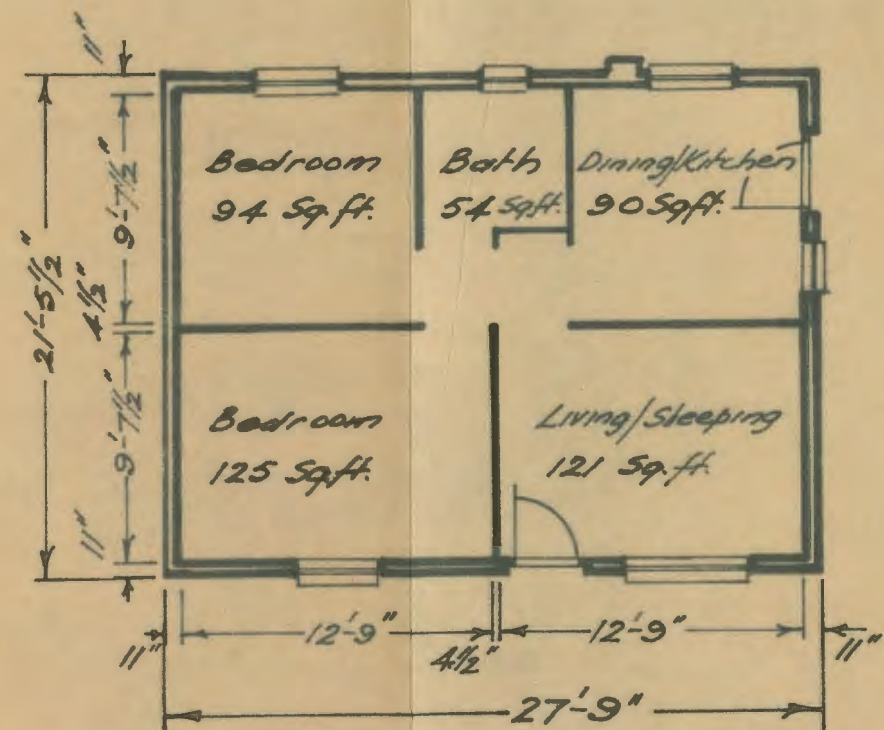 11"
Bedroom
94 Sq.ft.
Bath
54 Sq.ft.
Dining/Kitchen
90 Sqft.
9'-7½"
21'-5½"
4½"
9'-7½"
Bedroom
125 Sq.ft.
Living/Sleeping
121 Sq.ft.
11"
11"
12'-9"
4½"
12'-9"
11"
27'-9"